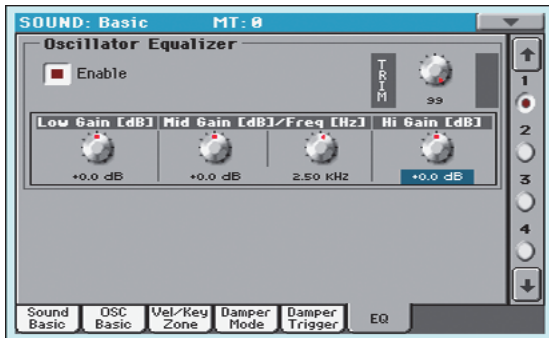 SOUND: Basic MT: 0
Oscillator Equalizer
Enable
TRIM
99
Low Gain [dB] Mid Gain [dB]/Freq [Hz] Hi Gain [dB]
+0.0 dB +0.0 dB 2.50 KHz +0.0 dB
1
2
3
4
Sound Basic
OSC Basic
Vel/Key Zone
Damper Mode
Damper Trigger
EQ